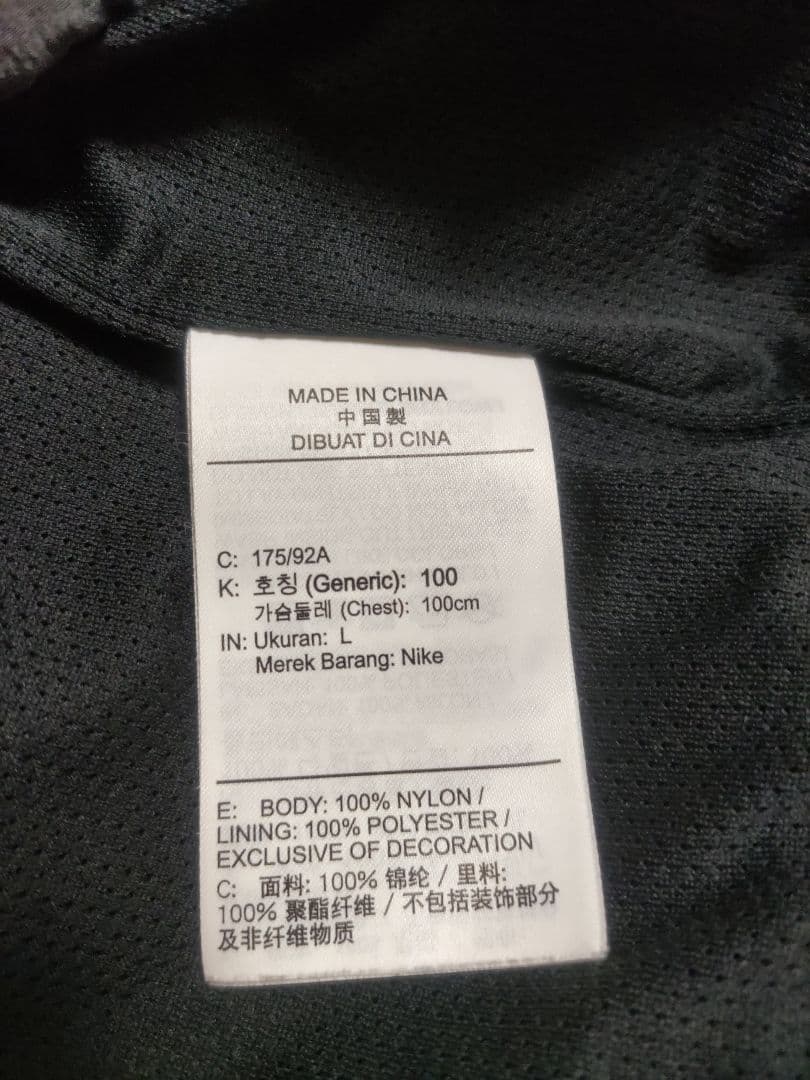 MADE IN CHINA
中国製
DIBUAT DI CINA
C: 175/92A
K: 호칭 (Generic): 100
가슴둘레 (Chest): 100cm
IN: Ukuran: L
Merek Barang: Nike
E: BODY: 100% NYLON /
LINING: 100% POLYESTER /
EXCLUSIVE OF DECORATION
C: 面料: 100% 锦纶 / 里料:
100% 聚酯纤维 / 不包括装饰部分
及非纤维物质